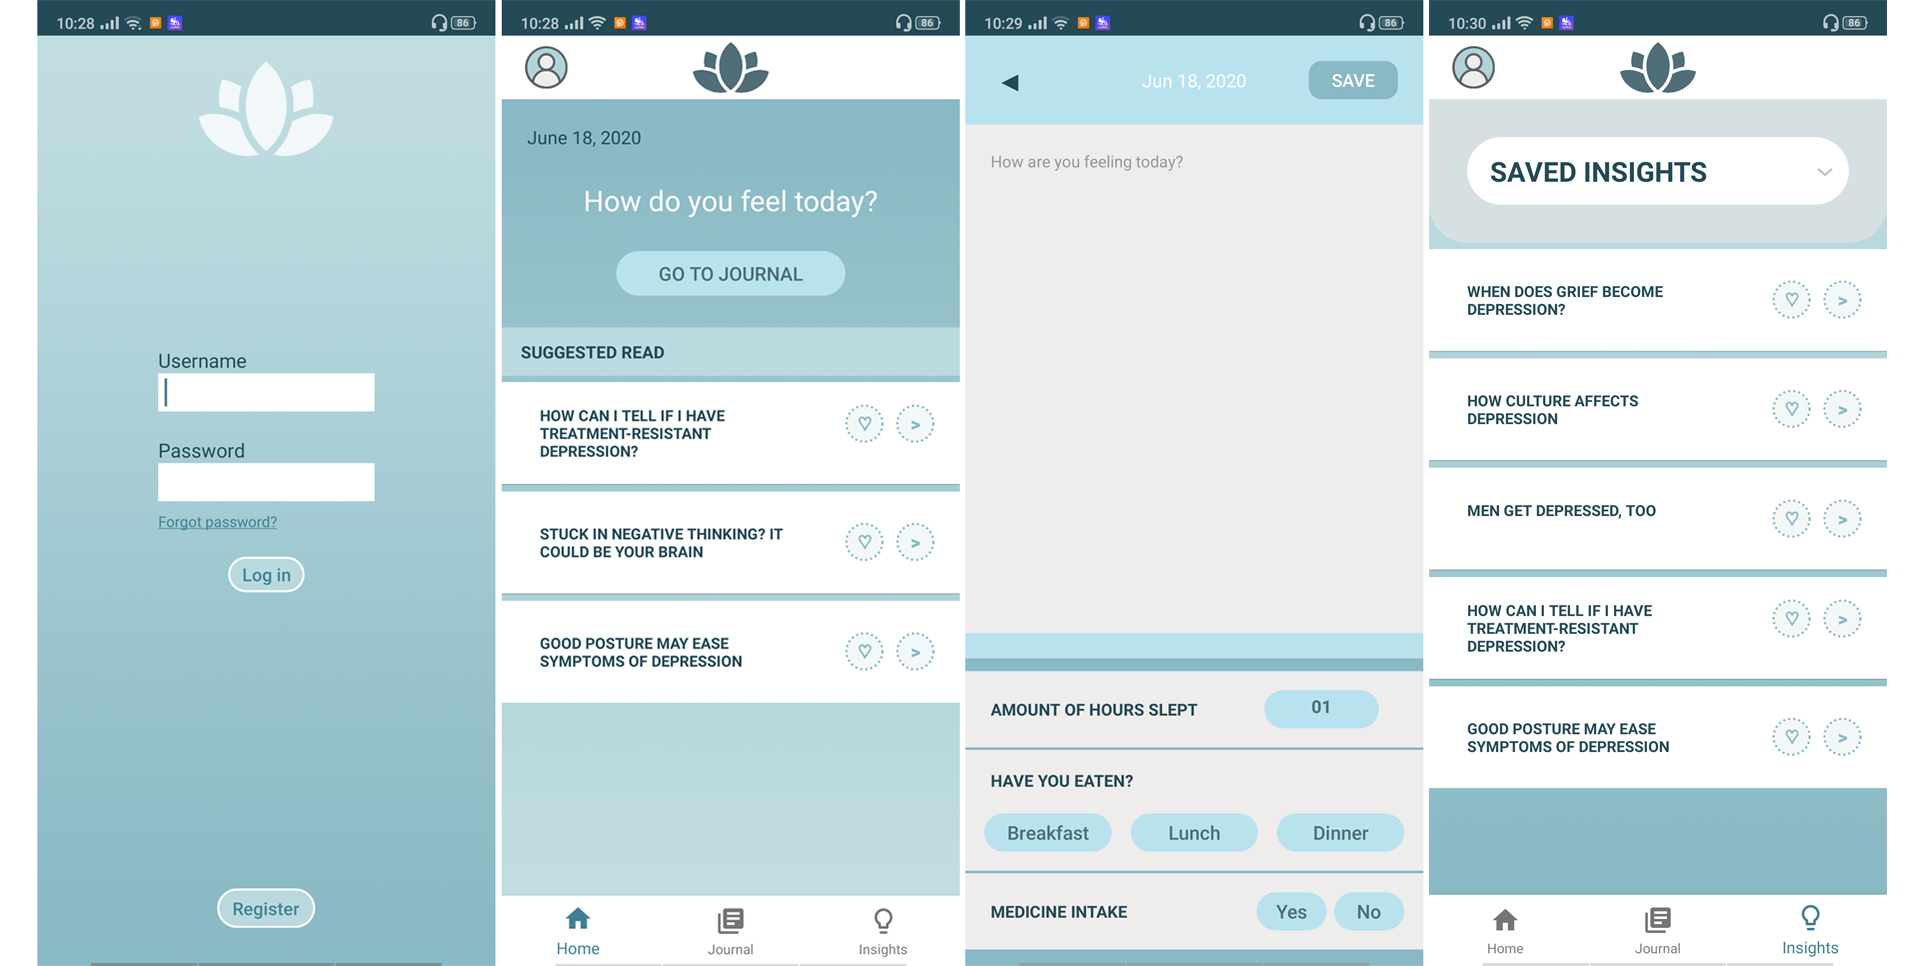 10:28
86
Username
Password
Forgot password?
Log in
Register
10:28
86
June 18, 2020
How do you feel today?
GO TO JOURNAL
SUGGESTED READ
HOW CAN I TELL IF I HAVE
TREATMENT-RESISTANT
DEPRESSION?
>
STUCK IN NEGATIVE THINKING? IT
COULD BE YOUR BRAIN
>
GOOD POSTURE MAY EASE
SYMPTOMS OF DEPRESSION
>
Home
Journal
Insights
10:29
86
Jun 18, 2020
SAVE
How are you feeling today?
AMOUNT OF HOURS SLEPT
01
HAVE YOU EATEN?
Breakfast Lunch Dinner
MEDICINE INTAKE
Yes No
10:30
86
SAVED INSIGHTS
WHEN DOES GRIEF BECOME
DEPRESSION?
>
HOW CULTURE AFFECTS
DEPRESSION
>
MEN GET DEPRESSED, TOO
>
HOW CAN I TELL IF I HAVE
TREATMENT-RESISTANT
DEPRESSION?
>
GOOD POSTURE MAY EASE
SYMPTOMS OF DEPRESSION
>
Home
Journal
Insights